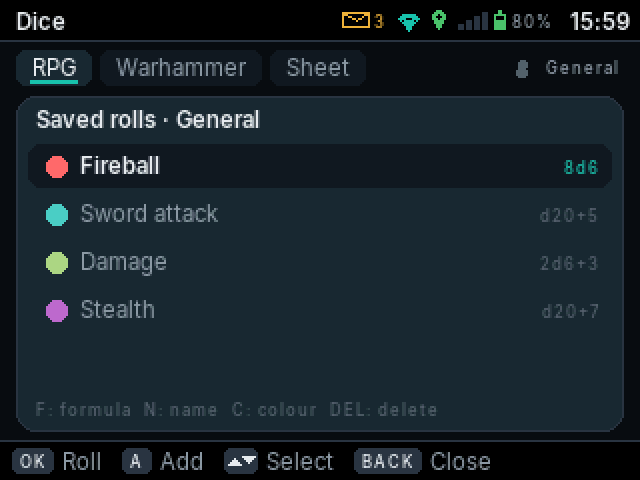 Dice 3 80% 15:59
RPG Warhammer Sheet General
Saved rolls · General
Fireball 8d6
Sword attack d20+5
Damage 2d6+3
Stealth d20+7
F: formula N: name C: colour DEL: delete
OK Roll A Add Select BACK Close